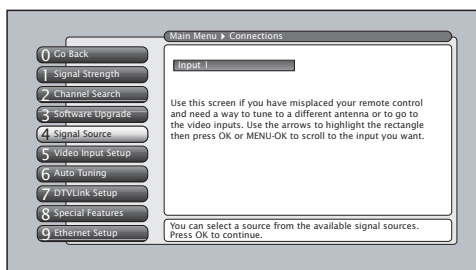 Main Menu ▶ Connections
0 Go Back
1 Signal Strength
2 Channel Search
3 Software Upgrade
4 Signal Source
5 Video Input Setup
6 Auto Tuning
7 DTVLink Setup
8 Special Features
9 Ethernet Setup
Input 1
Use this screen if you have misplaced your remote control
and need a way to tune to a different antenna or to go to
the video inputs. Use the arrows to highlight the rectangle
then press OK or MENU-OK to scroll to the input you want.
You can select a source from the available signal sources.
Press OK to continue.